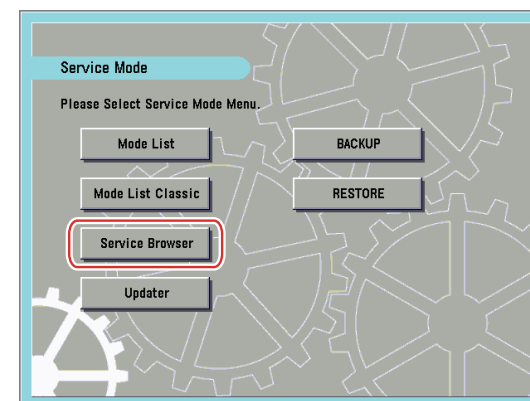 Service Mode
Please Select Service Mode Menu.
Mode List
BACKUP
Mode List Classic
RESTORE
Service Browser
Updater